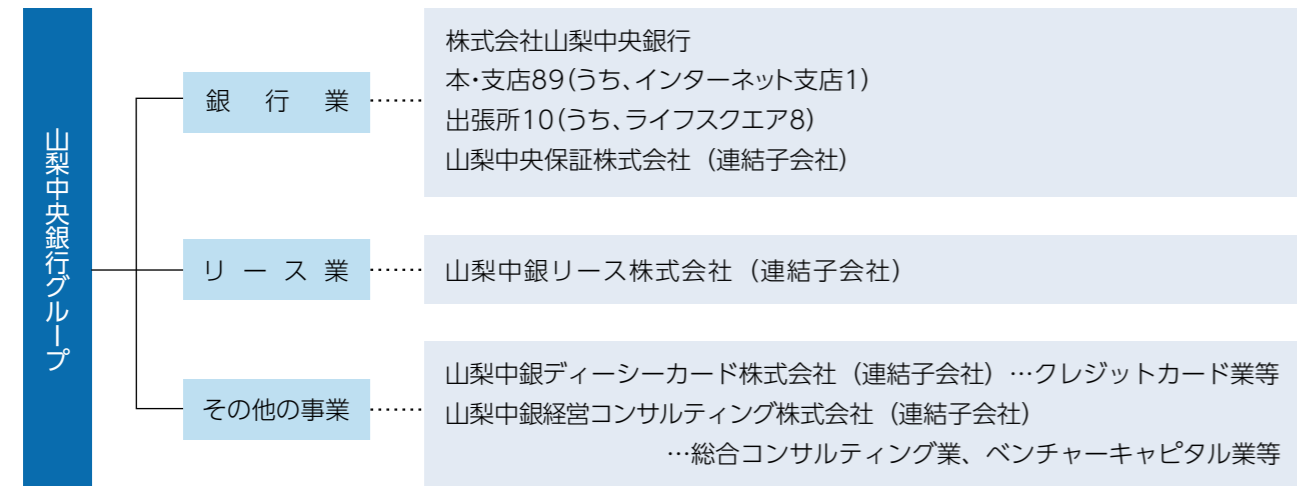 山梨中央銀行グループ
銀行業
株式会社山梨中央銀行
本・支店89(うち、インターネット支店1)
出張所10(うち、ライフスクエア8)
山梨中央保証株式会社（連結子会社）
リース業
山梨中銀リース株式会社（連結子会社）
その他の事業
山梨中銀ディーシーカード株式会社（連結子会社）…クレジットカード業等
山梨中銀経営コンサルティング株式会社（連結子会社）
…総合コンサルティング業、ベンチャーキャピタル業等